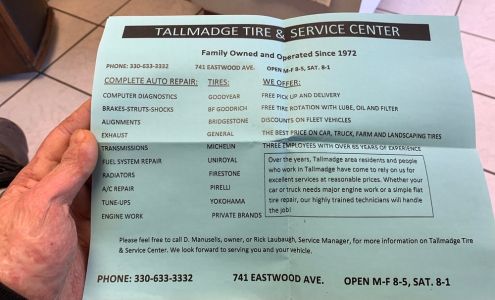 TALLMADGE TIRE & SERVICE CENTER
Family Owned and Operated Since 1972
PHONE: 330-633-3332 741 EASTWOOD AVE. OPEN M-F 8-5, SAT. 8-1
COMPLETE AUTO REPAIR: TIRES: WE OFFER:
COMPUTER DIAGNOSTICS GOODYEAR FREE PICK UP AND DELIVERY
BRAKES-STRUTS-SHOCKS BF GOODRICH FREE TIRE ROTATION WITH LUBE, OIL AND FILTER
ALIGNMENTS BRIDGESTONE DISCOUNTS ON FLEET VEHICLES
EXHAUST GENERAL THE BEST PRICE ON CAR, TRUCK, FARM AND LANDSCAPING TIRES
TRANSMISSIONS MICHELIN THREE EMPLOYEES WITH OVER 65 YEARS OF EXPERIENCE
FUEL SYSTEM REPAIR UNIROYAL
RADIATORS FIRESTONE
A/C REPAIR PIRELLI
TUNE-UPS YOKOHAMA
ENGINE WORK PRIVATE BRANDS
Over the years, Tallmadge area residents and people
who work in Tallmadge have come to rely on us for
excellent services at reasonable prices. Whether your
car or truck needs major engine work or a simple flat
tire repair, our highly trained technicians will handle
the job!
Please feel free to call D. Manusells, owner, or Rick Laubaugh, Service Manager, for more information on Tallmadge Tire
& Service Center. We look forward to serving you and your vehicle.
PHONE: 330-633-3332 741 EASTWOOD AVE. OPEN M-F 8-5, SAT. 8-1